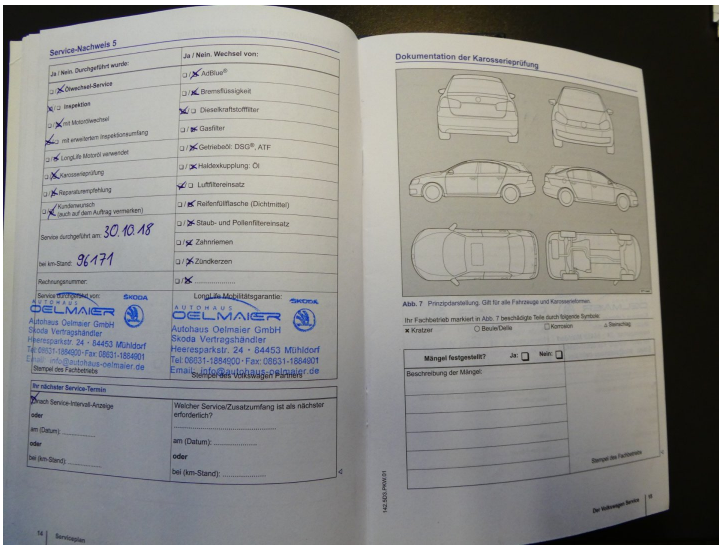 Service-Nachweis 5
Ja / Nein. Durchgeführt wurde:
Ja / Nein. Wechsel von:
Ölwechsel-Service
AdBlue®
Inspektion
Bremsflüssigkeit
mit Motorölwechsel
Dieselkraftstofffilter
mit erweitertem Inspektionsumfang
Gasfilter
LongLife Motoröl verwendet
Getriebeöl: DSG®, ATF
Karosserieprüfung
Haldexkupplung: Öl
Reparaturempfehlung
Luftfiltereinsatz
Kundenwunsch
(auch auf dem Auftrag vermerken)
Reifenfüllflasche (Dichtmittel)
Service durchgeführt am: 30.10.18
Staub- und Pollenfiltereinsatz
Zahnriemen
bei km-Stand: 96171
Zündkerzen
Rechnungsnummer:
Service durchgeführt von:
LongLife Mobilitätsgarantie:
AUTOHAUS ŠKODA
OELMAIER
Autohaus Oelmaier GmbH
Skoda Vertragshändler
Heeresparkstr. 24 · 84453 Mühldorf
Tel: 08631-1884900 · Fax: 08631-1884901
Email: info@autohaus-oelmaier.de
Stempel des Fachbetriebs
AUTOHAUS ŠKODA
OELMAIER
Autohaus Oelmaier GmbH
Skoda Vertragshändler
Heeresparkstr. 24 · 84453 Mühldorf
Tel: 08631-1884900 · Fax: 08631-1884901
Email: info@autohaus-oelmaier.de
Stempel des Volkswagen Partners
Ihr nächster Service-Termin
nach Service-Intervall-Anzeige
oder
am (Datum):
oder
bei (km-Stand):
Welcher Service/Zusatzumfang ist als nächster
erforderlich?
am (Datum):
oder
bei (km-Stand):
14 Serviceplan
Dokumentation der Karosserieprüfung
Abb. 7 Prinzipdarstellung. Gilt für alle Fahrzeuge und Karosserieformen.
Ihr Fachbetrieb markiert in Abb. 7 beschädigte Teile durch folgende Symbole:
× Kratzer ○ Beule/Delle □ Korrosion △ Steinschlag
Mängel festgestellt? Ja: Nein:
Beschreibung der Mängel:
Stempel des Fachbetriebs
142.5D3.PKW.01
Der Volkswagen Service